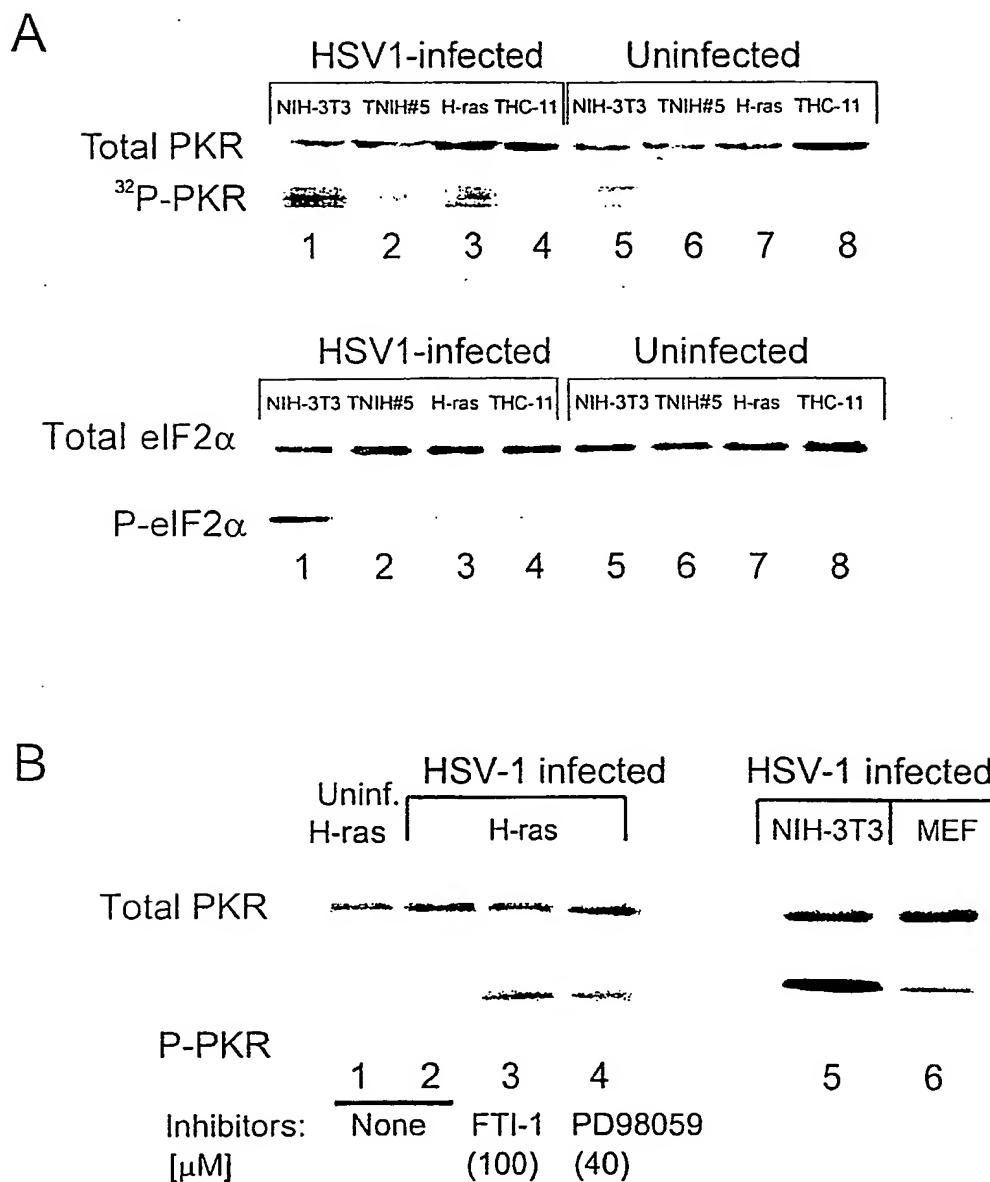 A
HSV1-infected Uninfected
NIH-3T3 TNIH#5 H-ras THC-11 NIH-3T3 TNIH#5 H-ras THC-11
Total PKR
³²P-PKR
1 2 3 4 5 6 7 8
HSV1-infected Uninfected
NIH-3T3 TNIH#5 H-ras THC-11 NIH-3T3 TNIH#5 H-ras THC-11
Total eIF2α
P-eIF2α
1 2 3 4 5 6 7 8
B
HSV-1 infected HSV-1 infected
Uninf.
H-ras H-ras NIH-3T3 MEF
Total PKR
P-PKR
1 2 3 4 5 6
Inhibitors: None FTI-1 PD98059
[μM] (100) (40)